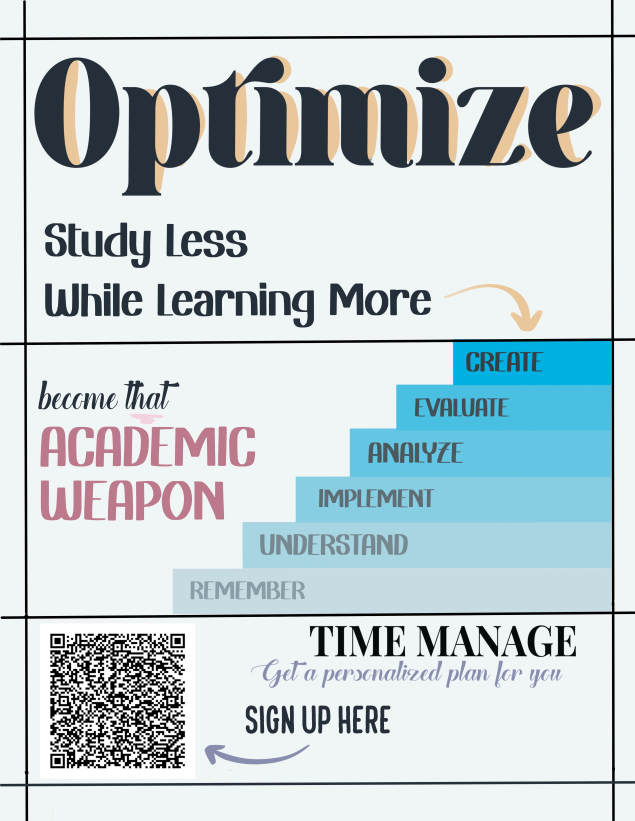 Optimize
Study Less
While Learning More
CREATE
EVALUATE
ANALYZE
IMPLEMENT
UNDERSTAND
REMEMBER
become that
ACADEMIC
WEAPON
TIME MANAGE
Get a personalized plan for you
SIGN UP HERE